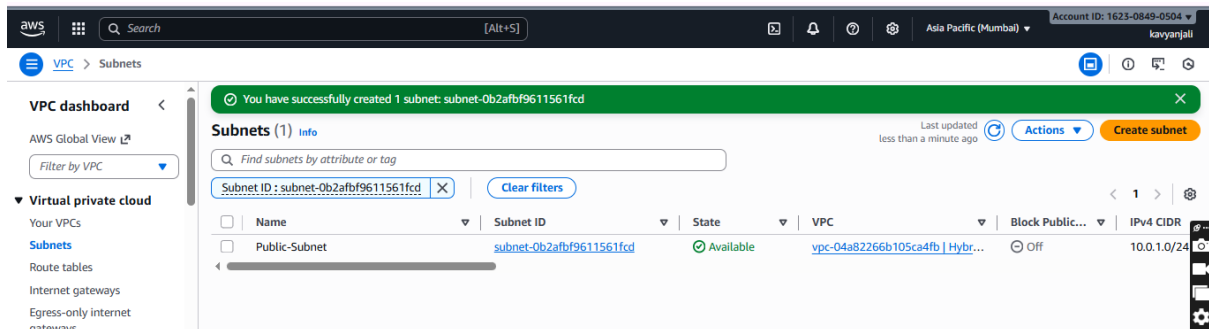 aws
Search [Alt+S]
Asia Pacific (Mumbai)
Account ID: 1623-0849-0504
kavyanjali
VPC > Subnets
VPC dashboard
AWS Global View
Filter by VPC
Virtual private cloud
Your VPCs
Subnets
Route tables
Internet gateways
Egress-only internet
gateways
You have successfully created 1 subnet: subnet-0b2afbf9611561fcd
Subnets (1) Info
Last updated
less than a minute ago
Actions
Create subnet
Find subnets by attribute or tag
Subnet ID : subnet-0b2afbf9611561fcd
Clear filters
1
Name Subnet ID State VPC Block Public... IPv4 CIDR
Public-Subnet subnet-0b2afbf9611561fcd Available vpc-04a82266b105ca4fb | Hybr... Off 10.0.1.0/24